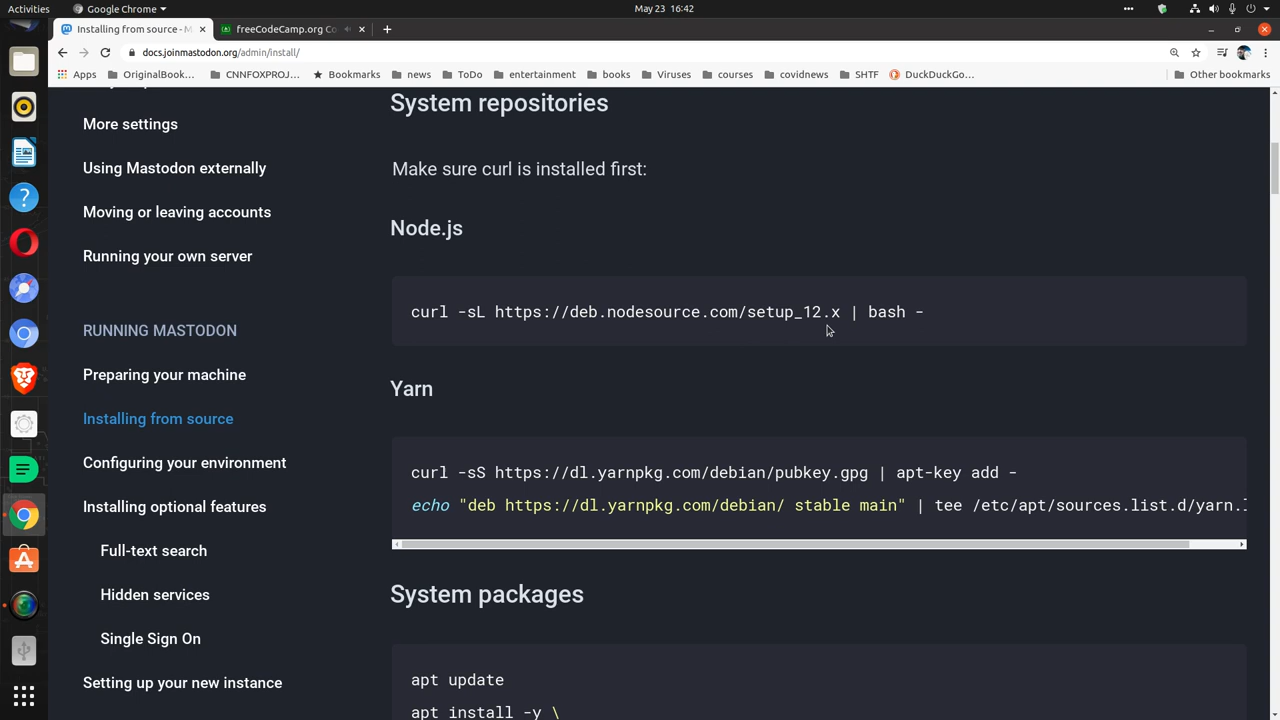 Activities
Google Chrome
May 23 16:42
Installing from source - M
freeCodeCamp.org Co
docs.joinmastodon.org/admin/install/
Apps
OriginalBook...
CNNFOXPROJ...
Bookmarks
news
ToDo
entertainment
books
Viruses
courses
covidnews
SHTF
DuckDuckGo...
Other bookmarks
More settings
Using Mastodon externally
Moving or leaving accounts
Running your own server
RUNNING MASTODON
Preparing your machine
Installing from source
Configuring your environment
Installing optional features
Full-text search
Hidden services
Single Sign On
Setting up your new instance
System repositories
Make sure curl is installed first:
Node.js
curl -sL https://deb.nodesource.com/setup_12.x | bash -
Yarn
curl -sS https://dl.yarnpkg.com/debian/pubkey.gpg | apt-key add -
echo "deb https://dl.yarnpkg.com/debian/ stable main" | tee /etc/apt/sources.list.d/yarn.
System packages
apt update
apt install -y \